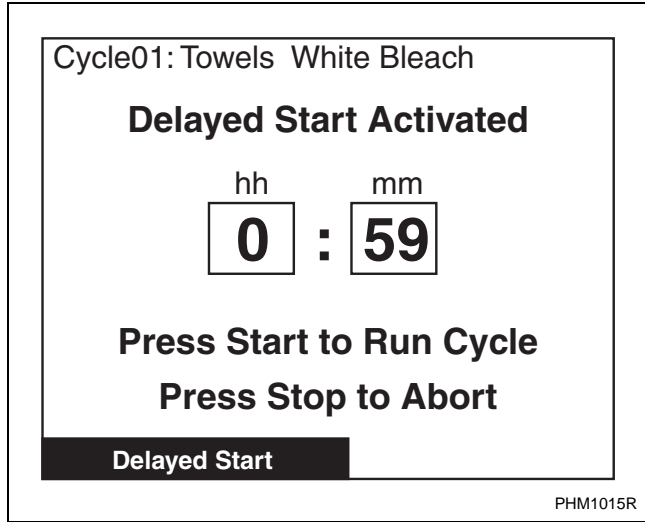 Cycle01: Towels White Bleach
Delayed Start Activated
hh mm
0 : 59
Press Start to Run Cycle
Press Stop to Abort
Delayed Start
PHM1015R